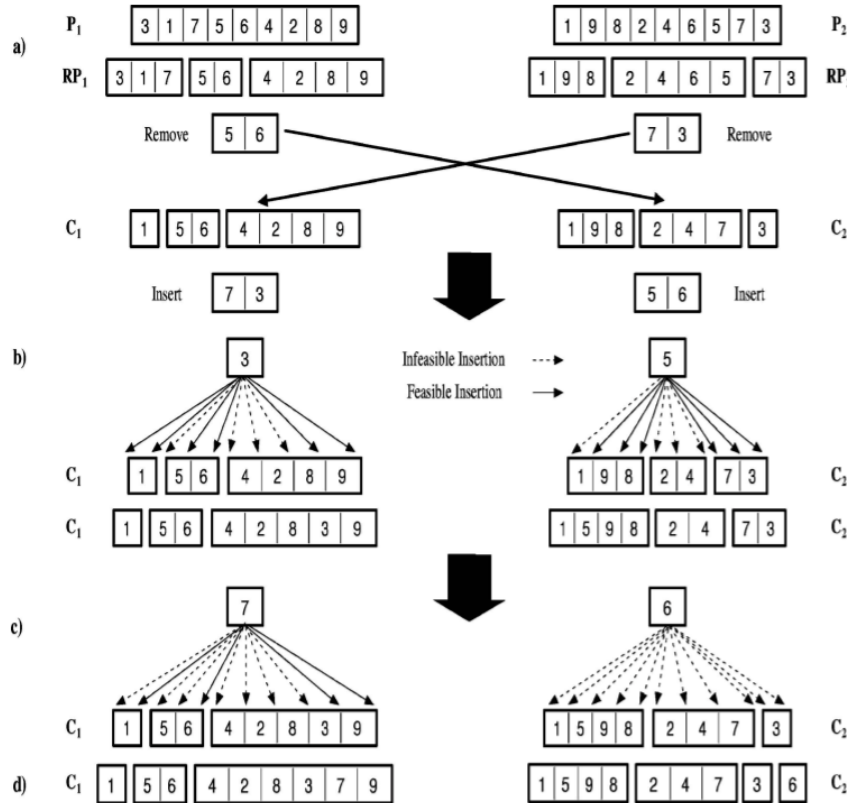 P1 3 1 7 5 6 4 2 8 9 1 9 8 2 4 6 5 7 3 P2
a)
RP1 3 1 7 5 6 4 2 8 9 1 9 8 2 4 6 5 7 3 RP
Remove 5 6 7 3 Remove
C1 1 5 6 4 2 8 9 1 9 8 2 4 7 3 C2
Insert 7 3 5 6 Insert
b) 3 Infeasible Insertion 5
Feasible Insertion
C1 1 5 6 4 2 8 9 1 9 8 2 4 7 3 C2
C1 1 5 6 4 2 8 3 9 1 5 9 8 2 4 7 3 C2
7 6
c)
C1 1 5 6 4 2 8 3 9 1 5 9 8 2 4 7 3 C2
d) C1 1 5 6 4 2 8 3 7 9 1 5 9 8 2 4 7 3 6 C2